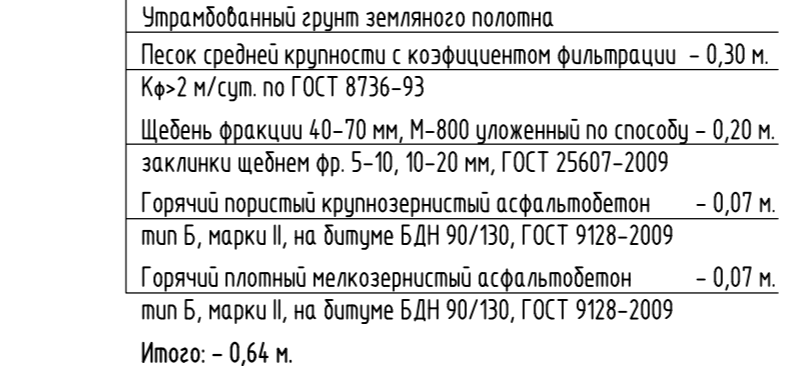 Утрамбованный грунт земляного полотна
Песок средней крупности с коэфициентом фильтрации - 0,30 м.
Кф>2 м/сут. по ГОСТ 8736-93
Щебень фракции 40-70 мм, М-800 уложенный по способу - 0,20 м.
заклинки щебнем фр. 5-10, 10-20 мм, ГОСТ 25607-2009
Горячий пористый крупнозернистый асфальтобетон - 0,07 м.
тип Б, марки II, на битуме БДН 90/130, ГОСТ 9128-2009
Горячий плотный мелкозернистый асфальтобетон - 0,07 м.
тип Б, марки II, на битуме БДН 90/130, ГОСТ 9128-2009
Итого: - 0,64 м.